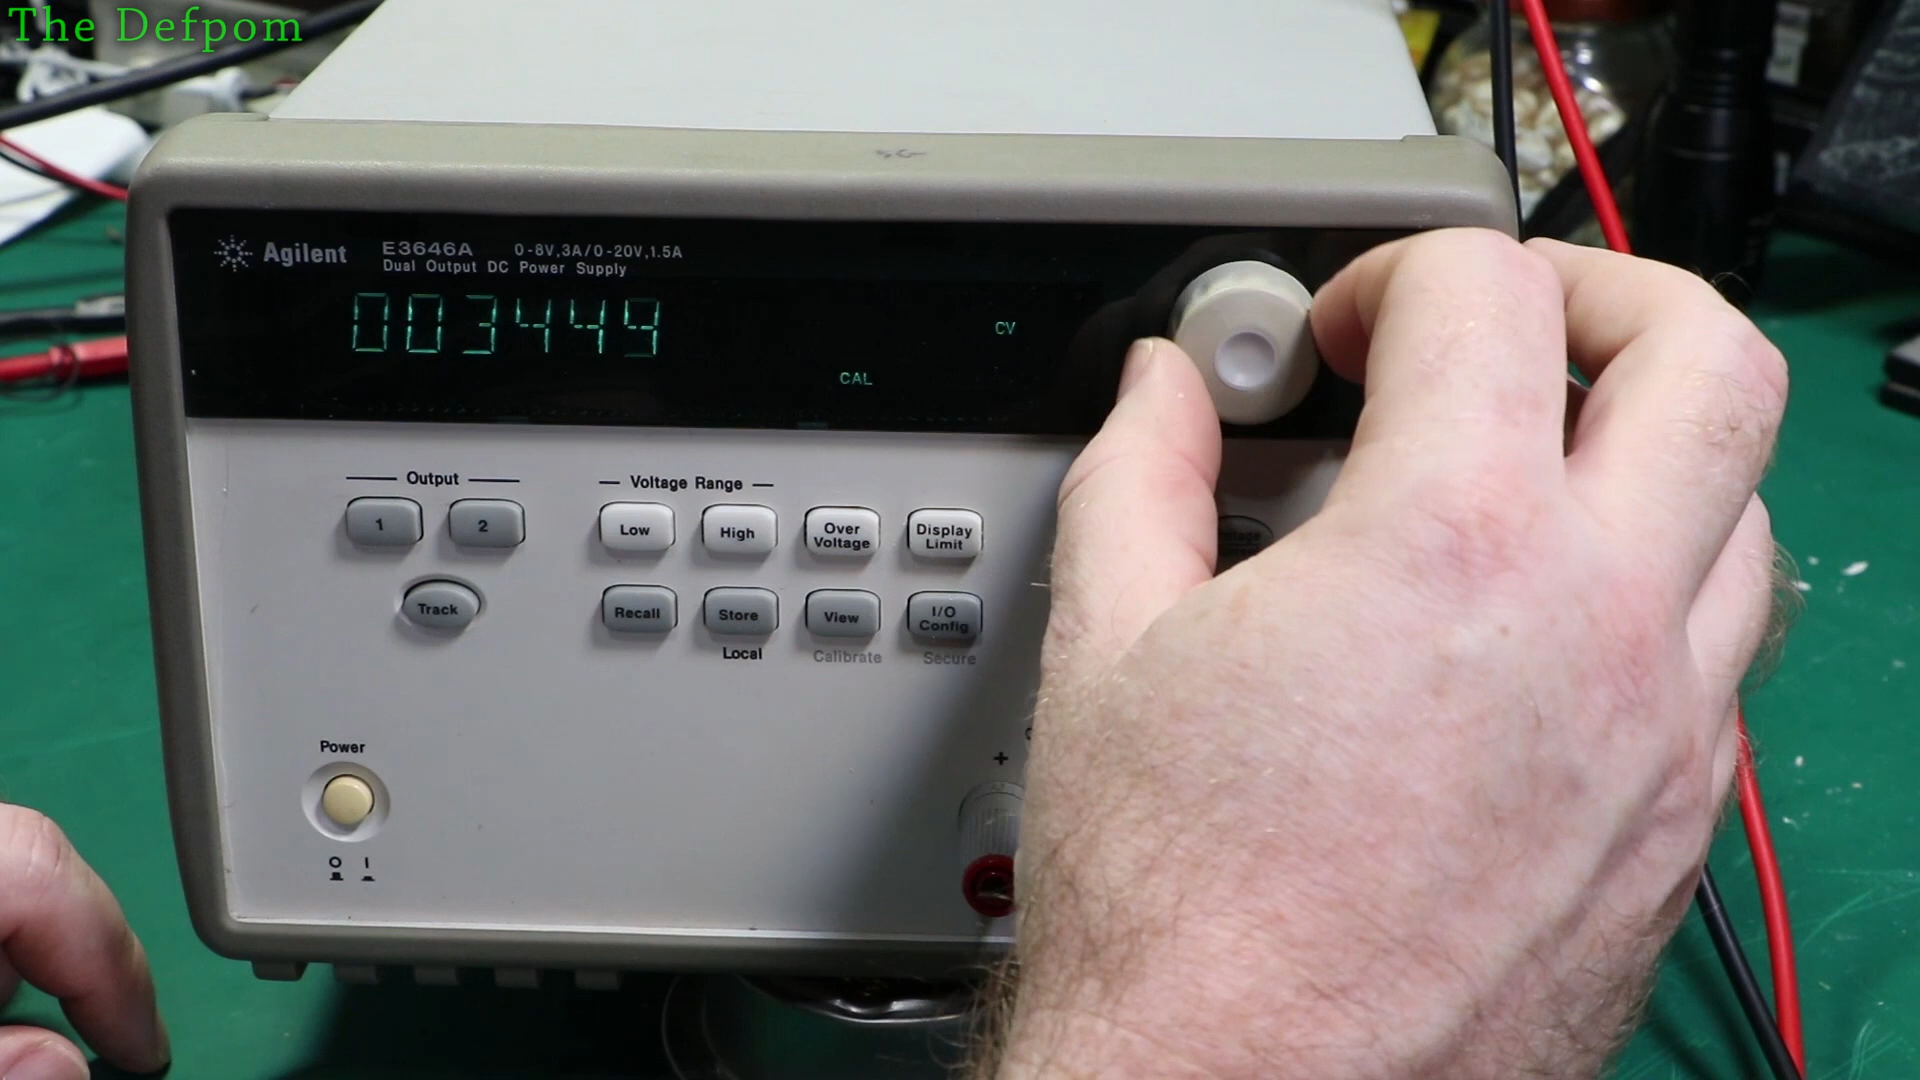 The Defpom
Agilent
E3646A 0-8V,3A/0-20V,1.5A
Dual Output DC Power Supply
003449
CV
CAL
Output
Voltage Range
1
2
Low
High
Over
Voltage
Display
Limit
Track
Recall
Store
View
I/O
Config
Local
Calibrate
Secure
Power
O I
+